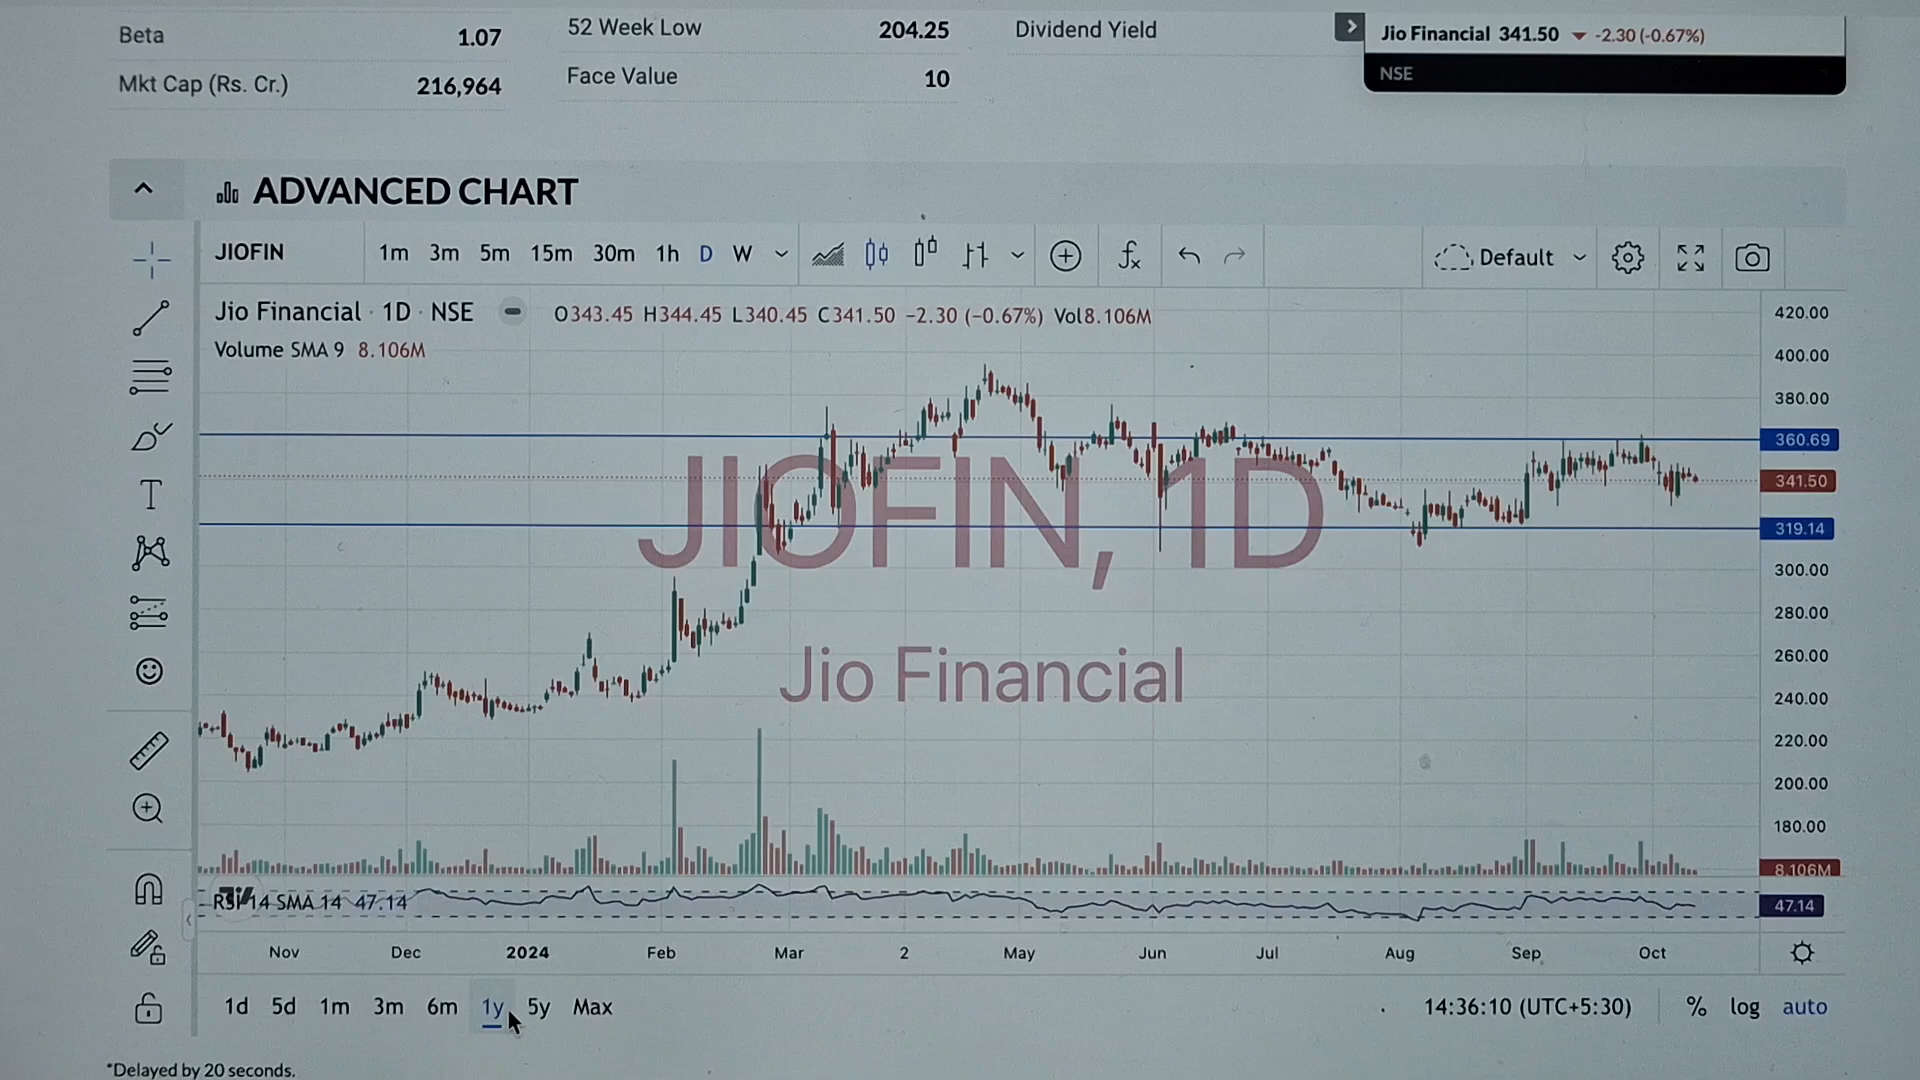 Beta 1.07 52 Week Low 204.25 Dividend Yield
Jio Financial 341.50 ▼ -2.30 (-0.67%)
Mkt Cap (Rs. Cr.) 216,964 Face Value 10
NSE
ADVANCED CHART
JIOFIN 1m 3m 5m 15m 30m 1h D W Default
Jio Financial · 1D · NSE O343.45 H344.45 L340.45 C341.50 −2.30 (−0.67%) Vol8.106M
Volume SMA 9 8.106M
420.00
400.00
380.00
360.69
341.50
319.14
300.00
280.00
260.00
240.00
220.00
200.00
180.00
8.106M
JIOFIN, 1D
Jio Financial
RSI 14 SMA 14 47.14
47.14
Nov Dec 2024 Feb Mar 2 May Jun Jul Aug Sep Oct
1d 5d 1m 3m 6m 1y 5y Max 14:36:10 (UTC+5:30) % log auto
*Delayed by 20 seconds.